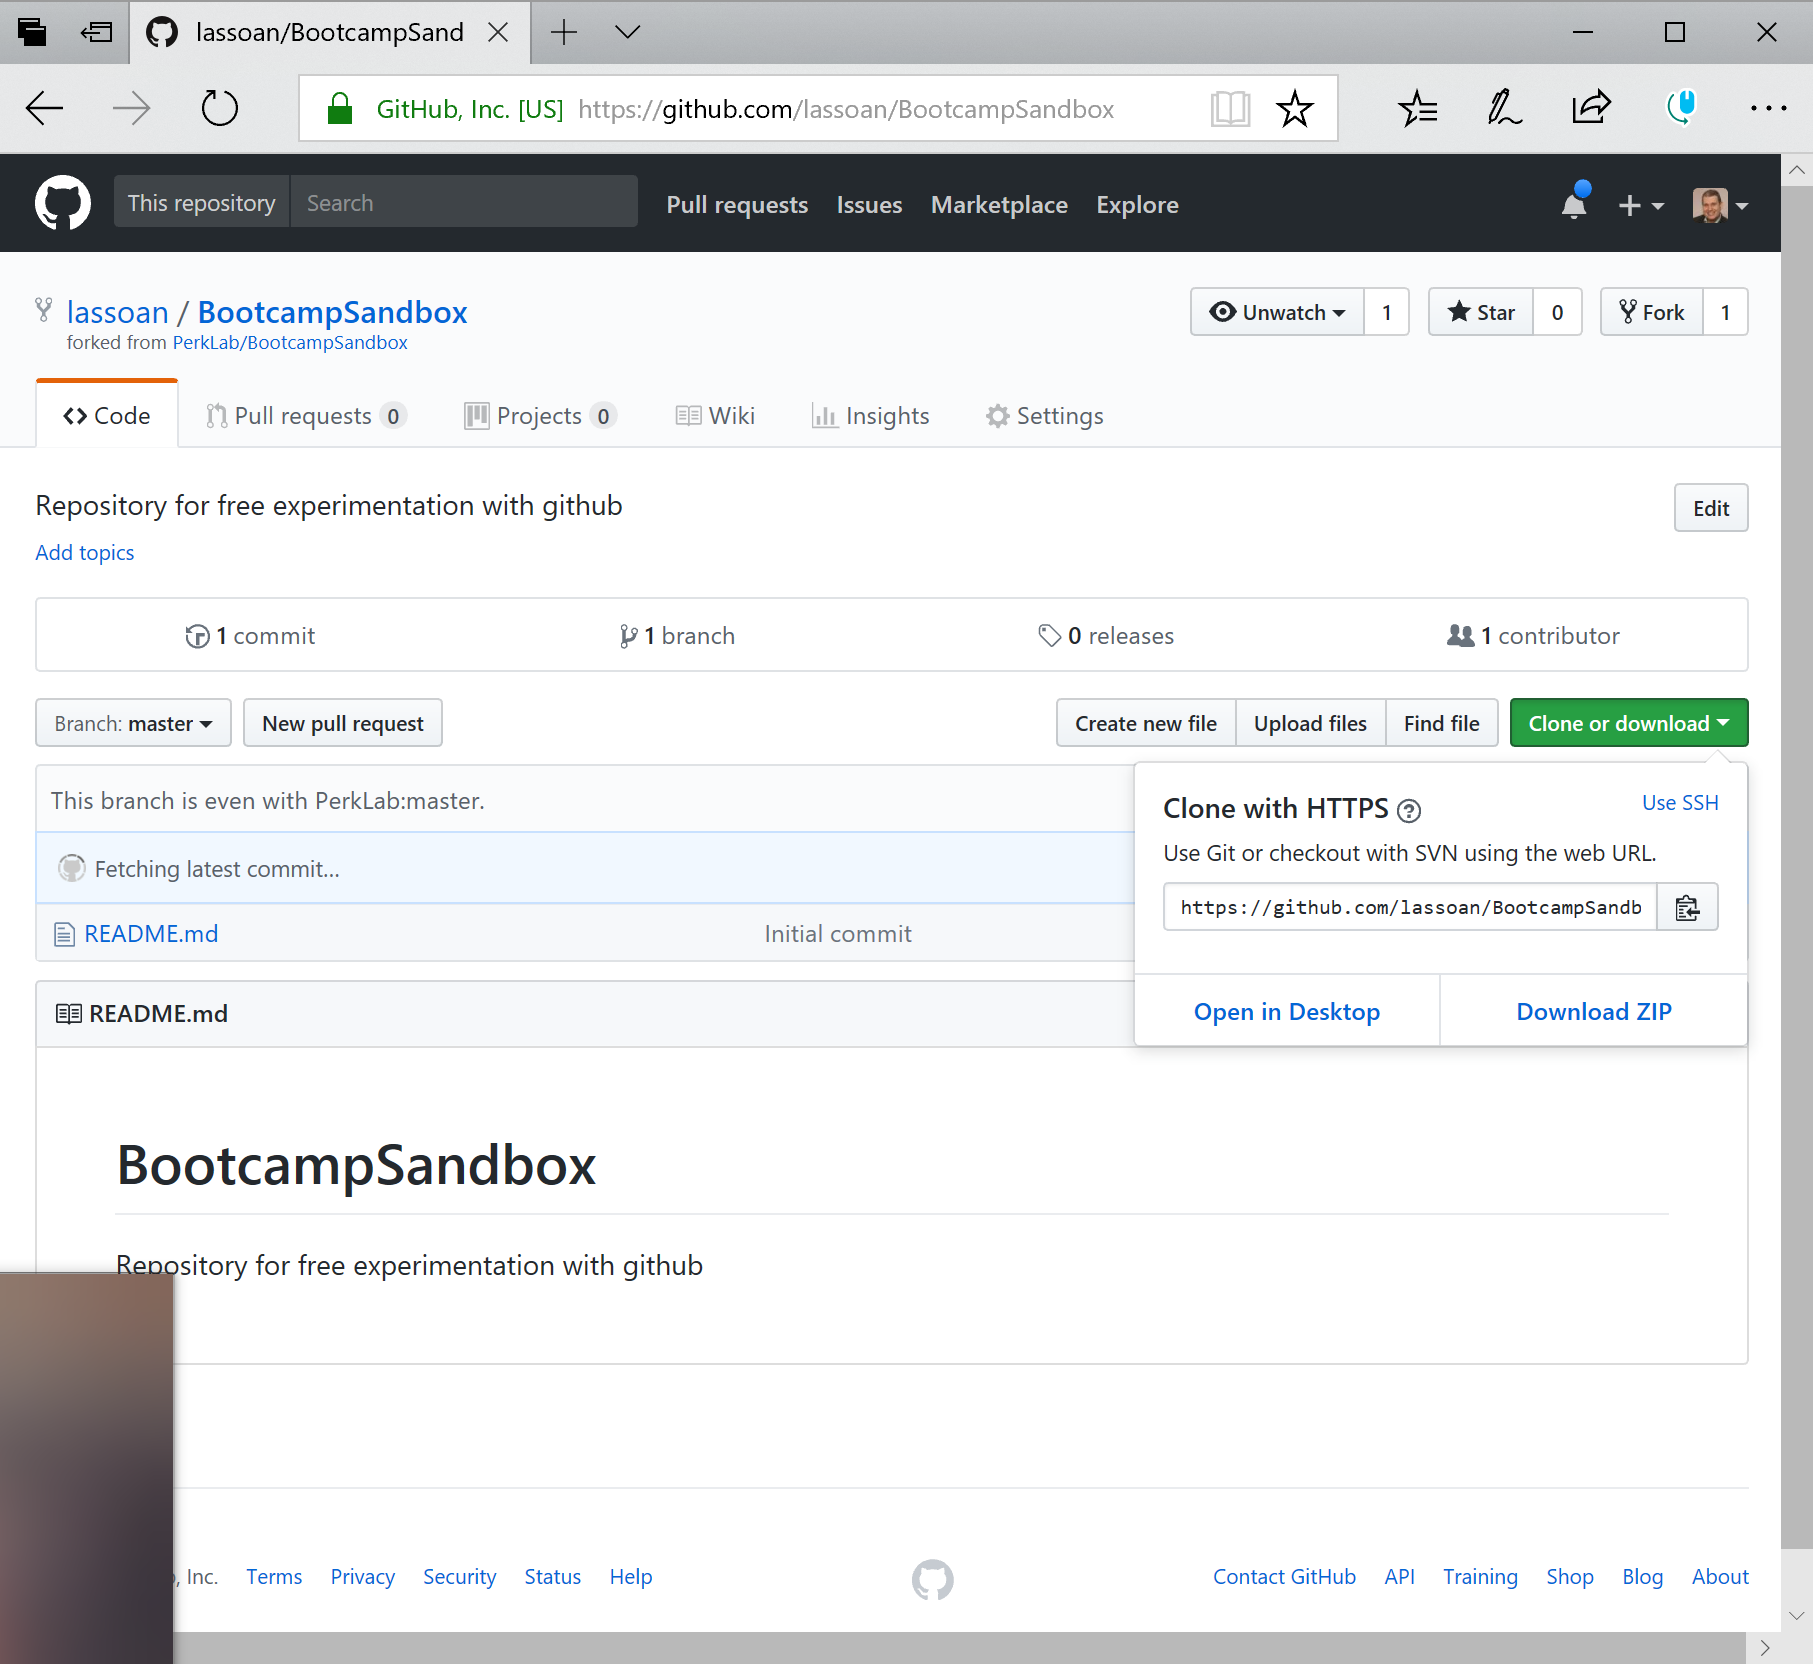 lassoan/BootcampSand
GitHub, Inc. [US] https://github.com/lassoan/BootcampSandbox
This repository Search Pull requests Issues Marketplace Explore
lassoan / BootcampSandbox
forked from PerkLab/BootcampSandbox
Unwatch 1 Star 0 Fork 1
Code Pull requests 0 Projects 0 Wiki Insights Settings
Repository for free experimentation with github
Edit
Add topics
1 commit 1 branch 0 releases 1 contributor
Branch: master New pull request Create new file Upload files Find file Clone or download
This branch is even with PerkLab:master.
Fetching latest commit...
README.md Initial commit
Clone with HTTPS ? Use SSH
Use Git or checkout with SVN using the web URL.
https://github.com/lassoan/BootcampSandb
Open in Desktop Download ZIP
README.md
BootcampSandbox
Repository for free experimentation with github
, Inc. Terms Privacy Security Status Help Contact GitHub API Training Shop Blog About